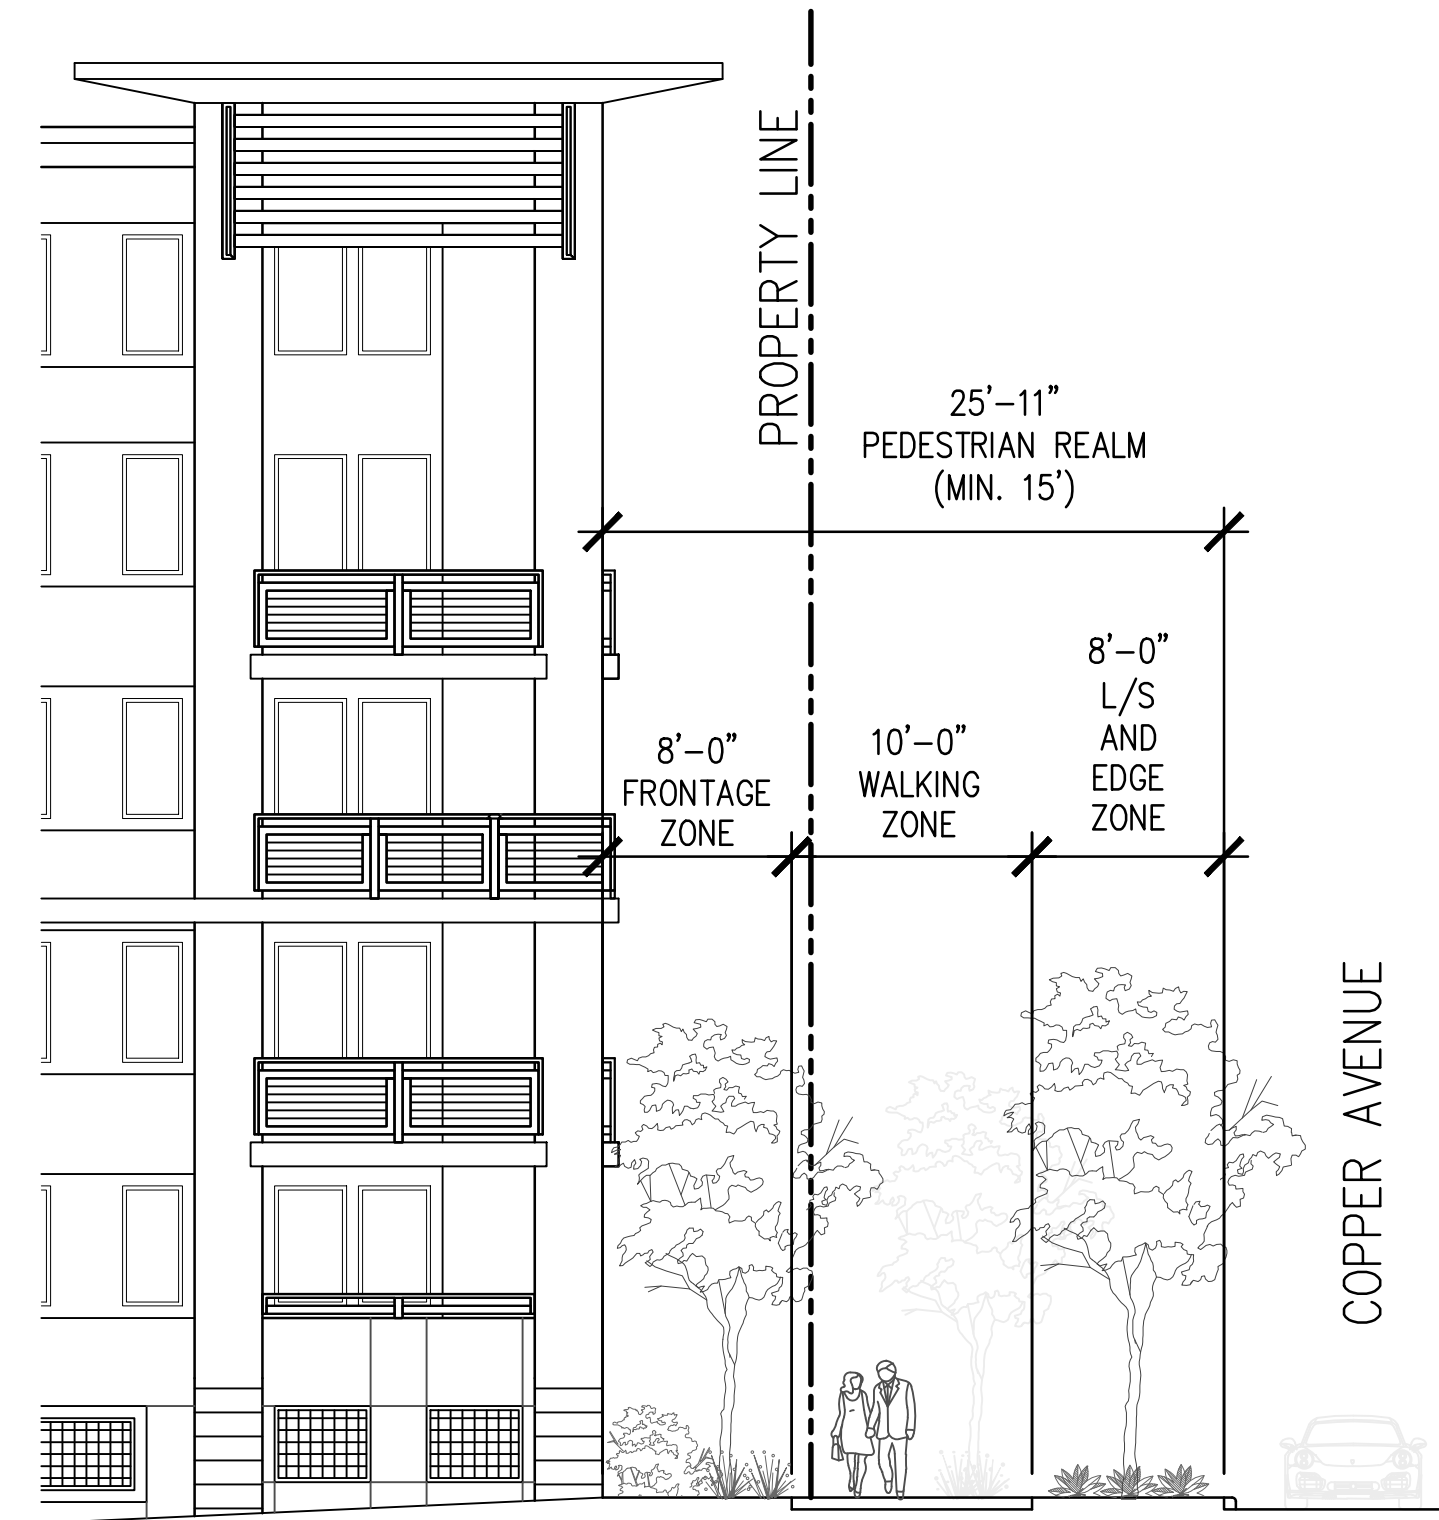 PROPERTY LINE
25'-11"
PEDESTRIAN REALM
(MIN. 15')
8'-0"
FRONTAGE
ZONE
10'-0"
WALKING
ZONE
8'-0"
L/S
AND
EDGE
ZONE
COPPER AVENUE